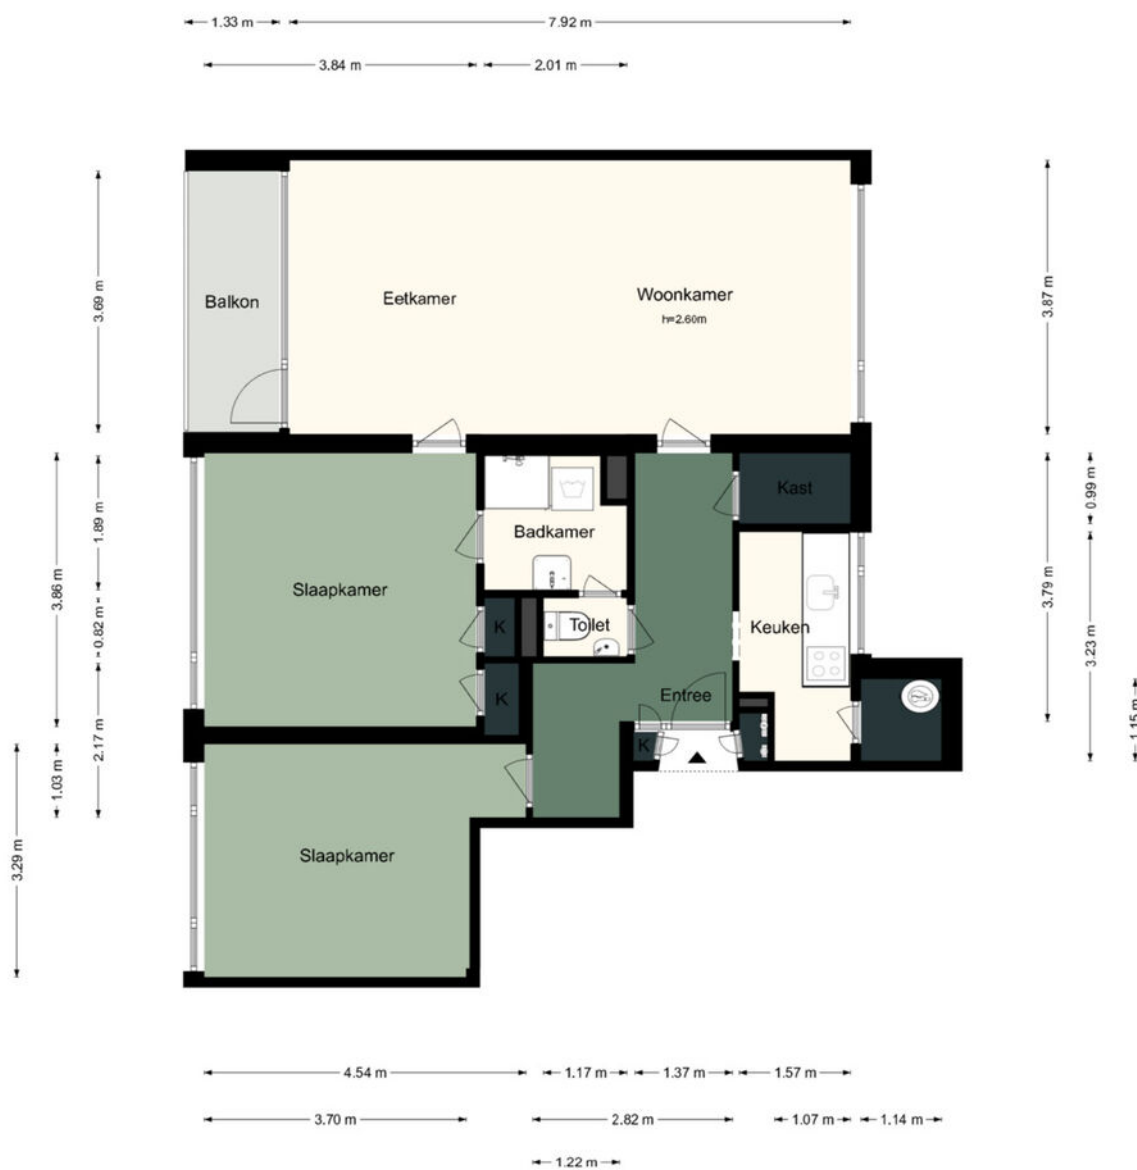 1.33 m
7.92 m
3.84 m
2.01 m
Balkon
Eetkamer
Woonkamer
h=2.60m
3.69 m
3.87 m
Kast
Badkamer
Slaapkamer
K
Toilet
Keuken
K
Entree
K
1.89 m
3.86 m
0.82 m
2.17 m
1.03 m
3.29 m
0.99 m
3.79 m
3.23 m
1.15 m
Slaapkamer
4.54 m
1.17 m
1.37 m
1.57 m
3.70 m
2.82 m
1.07 m
1.14 m
1.22 m